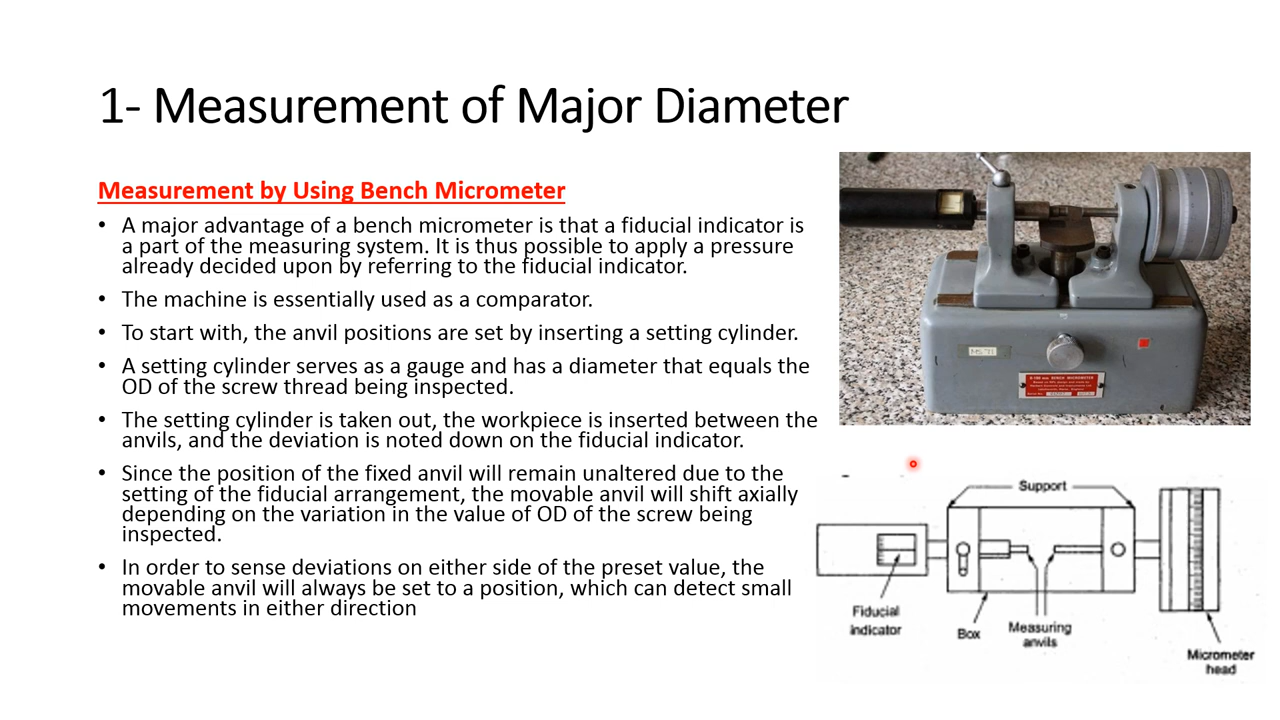 1- Measurement of Major Diameter
Measurement by Using Bench Micrometer
• A major advantage of a bench micrometer is that a fiducial indicator is
a part of the measuring system. It is thus possible to apply a pressure
already decided upon by referring to the fiducial indicator.
• The machine is essentially used as a comparator.
• To start with, the anvil positions are set by inserting a setting cylinder.
• A setting cylinder serves as a gauge and has a diameter that equals the
OD of the screw thread being inspected.
• The setting cylinder is taken out, the workpiece is inserted between the
anvils, and the deviation is noted down on the fiducial indicator.
• Since the position of the fixed anvil will remain unaltered due to the
setting of the fiducial arrangement, the movable anvil will shift axially
depending on the variation in the value of OD of the screw being
inspected.
• In order to sense deviations on either side of the preset value, the
movable anvil will always be set to a position, which can detect small
movements in either direction
BENCH MICROMETER
Support
Fiducial
indicator
Box
Measuring
anvils
Micrometer
head